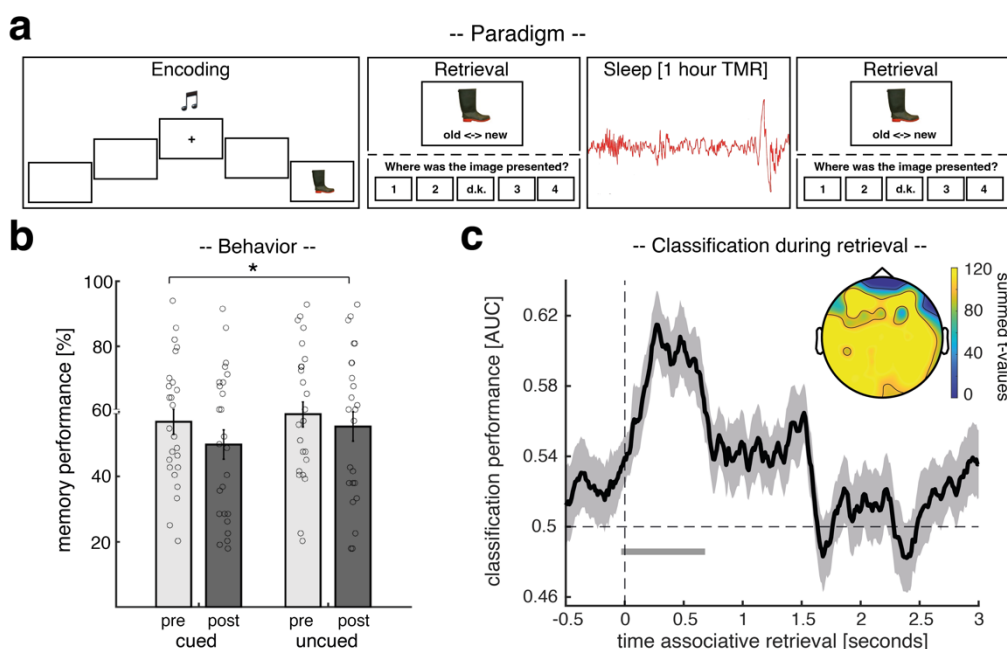 a
-- Paradigm --
Encoding
+
Retrieval
old <-> new
Where was the image presented?
1 2 d.k. 3 4
Sleep [1 hour TMR]
Retrieval
old <-> new
Where was the image presented?
1 2 d.k. 3 4
b
-- Behavior --
*
memory performance [%]
100
80
60
40
20
pre post pre post
cued uncued
c
-- Classification during retrieval --
classification performance [AUC]
0.62
0.58
0.54
0.5
0.46
-0.5 0 0.5 1 1.5 2 2.5 3
time associative retrieval [seconds]
120
80
40
0
summed t-values